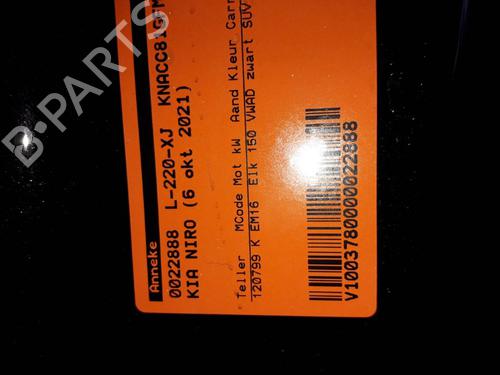 Anneke
0022888 L-220-XJ KNACC81GFM
KIA NIRO (6 okt 2021)
Teller MCode Mot kW Aand Kleur Carr
120799 K EM16 Elk 150 VWAD zwart SUV
V1003780000022888
B-PARTS